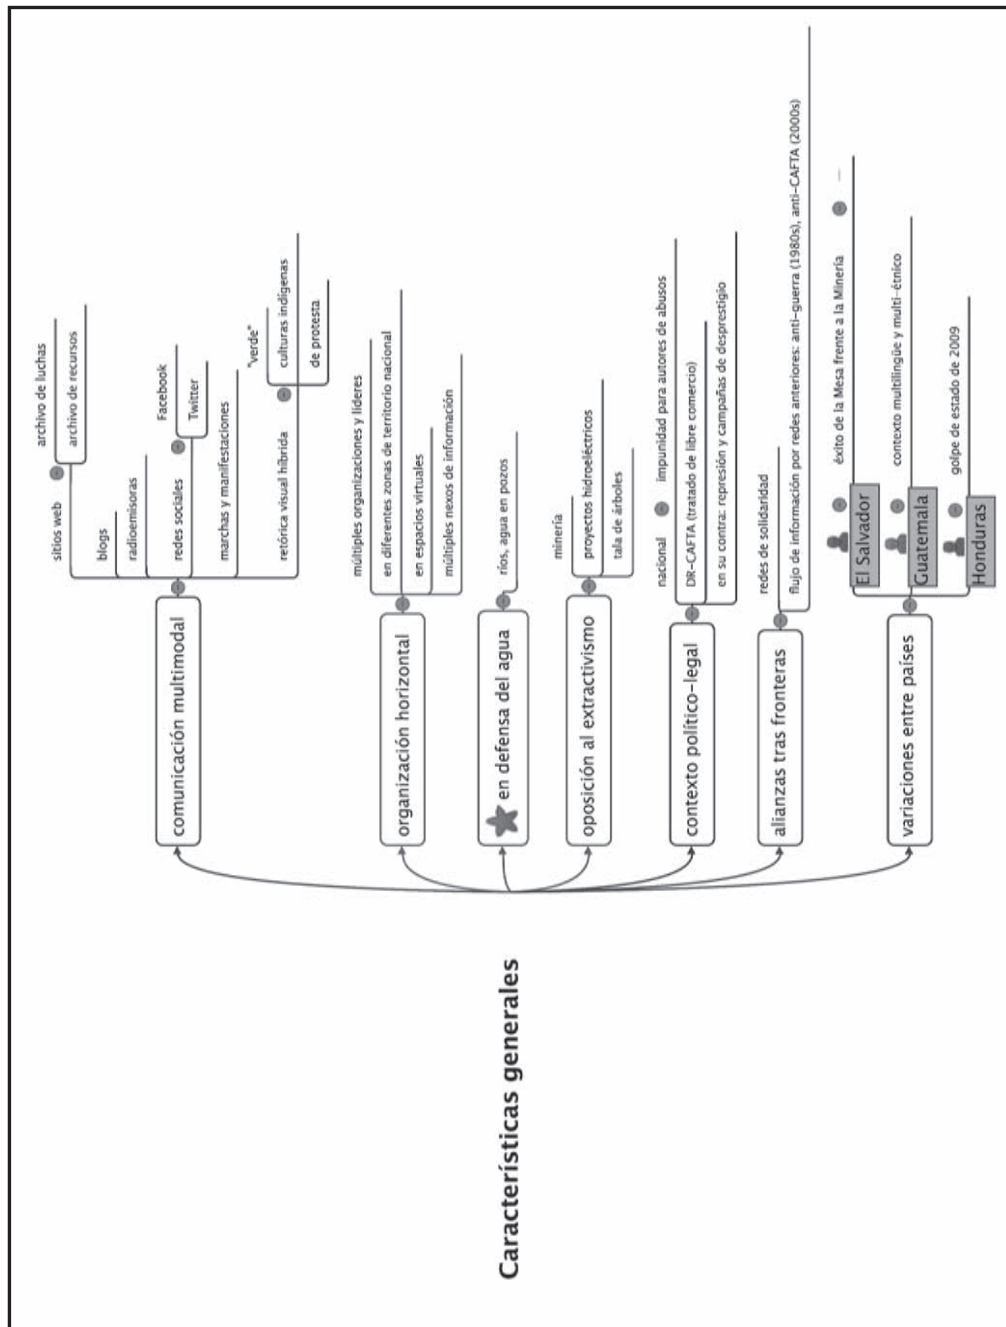 Características generales
comunicación multimodal
sitios web
archivo de luchas
archivo de recursos
blogs
radioemisoras
redes sociales
Facebook
Twitter
marchas y manifestaciones
retórica visual híbrida
"verde"
culturas indígenas
de protesta
organización horizontal
múltiples organizaciones y líderes
en diferentes zonas de territorio nacional
en espacios virtuales
múltiples nexos de información
en defensa del agua
ríos, agua en pozos
oposición al extractivismo
minería
proyectos hidroeléctricos
tala de árboles
contexto político-legal
nacional
impunidad para autores de abusos
DR-CAFTA (tratado de libre comercio)
en su contra: represión y campañas de desprestigio
alianzas tras fronteras
redes de solidaridad
flujo de información por redes anteriores: anti-guerra (1980s), anti-CAFTA (2000s)
variaciones entre países
El Salvador
éxito de la Mesa frente a la Minería
Guatemala
contexto multilingüe y multi-étnico
Honduras
golpe de estado de 2009